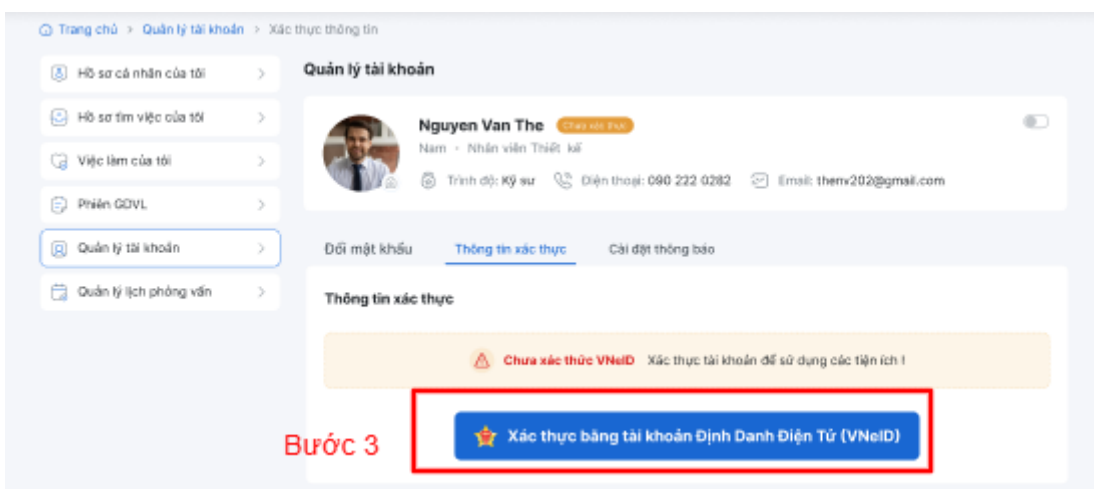 Trang chủ > Quản lý tài khoản > Xác thực thông tin
Hồ sơ cá nhân của tôi
Hồ sơ tìm việc của tôi
Việc làm của tôi
Phiên GDVL
Quản lý tài khoản
Quản lý lịch phỏng vấn
Quản lý tài khoản
Nguyen Van The Chưa xác thực
Nam - Nhân viên Thiết kế
Trình độ: Kỹ sư Điện thoại: 090 222 0282 Email: themv202@gmail.com
Đổi mật khẩu Thông tin xác thực Cài đặt thông báo
Thông tin xác thực
Chưa xác thức VNeID Xác thực tài khoản để sử dụng các tiện ích !
Bước 3
Xác thực bằng tài khoản Định Danh Điện Tử (VNeID)